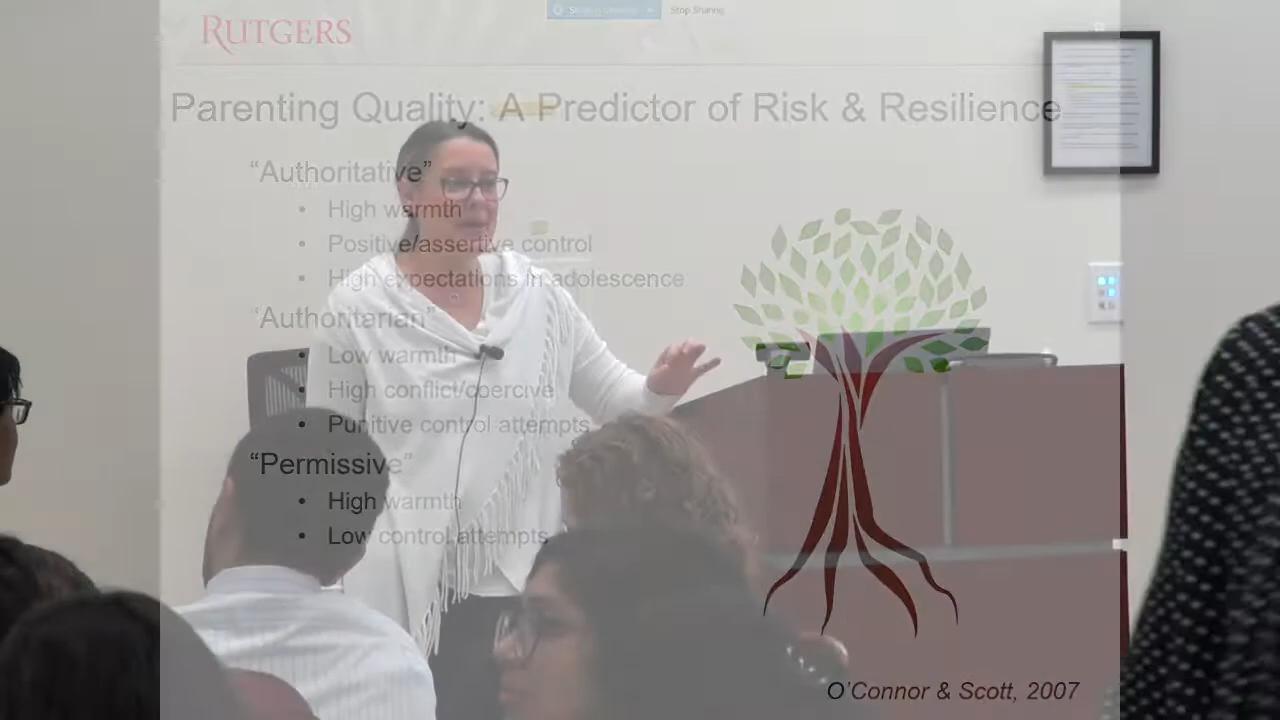 RUTGERS
Stop Sharing
Parenting Quality: A Predictor of Risk & Resilience
“Authoritative”
• High warmth
• Positive/assertive control
• High expectations in adolescence
“Authoritarian”
• Low warmth
• High conflict/coercive
• Punitive control attempts
“Permissive”
• High warmth
• Low control attempts
O’Connor & Scott, 2007